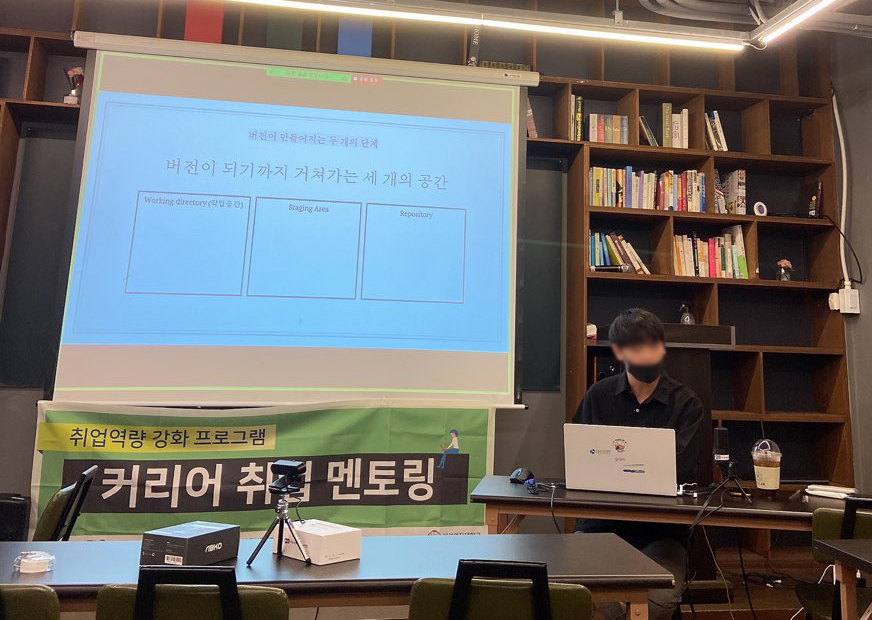 버전이 만들어지는 두 개의 단계
버전이 되기까지 거쳐가는 세 개의 공간
Working directory (작업공간)
Staging Area
Repository
취업역량 강화 프로그램
커리어 취업 멘토링
ABKO